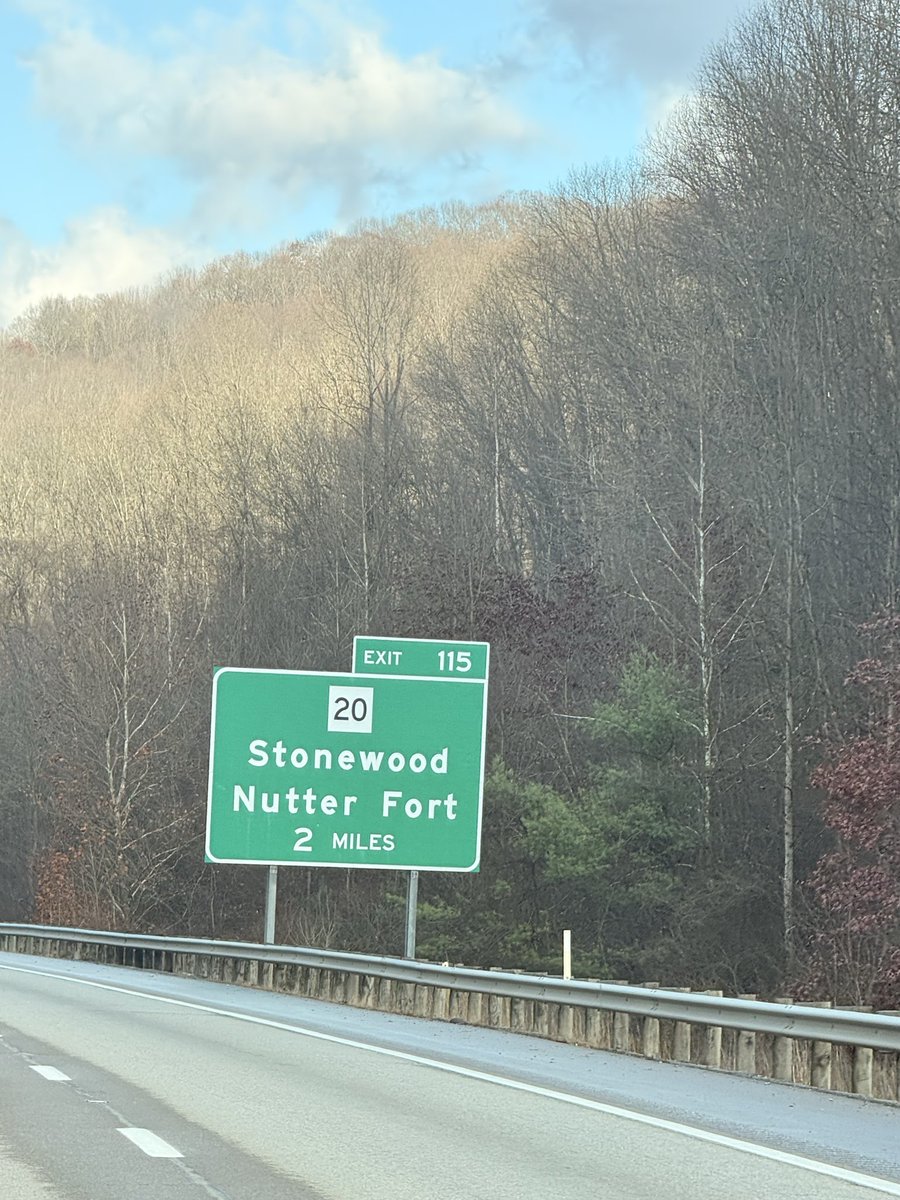 EXIT 115
20
Stonewood
Nutter Fort
2 MILES